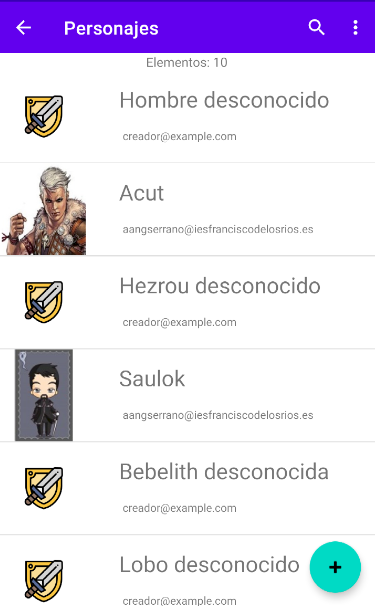 Personajes
Elementos: 10
Hombre desconocido
creador@example.com
Acut
aangserrano@iesfranciscodelosrios.es
Hezrou desconocido
creador@example.com
Saulok
aangserrano@iesfranciscodelosrios.es
Bebelith desconocida
creador@example.com
Lobo desconocido
creador@example.com